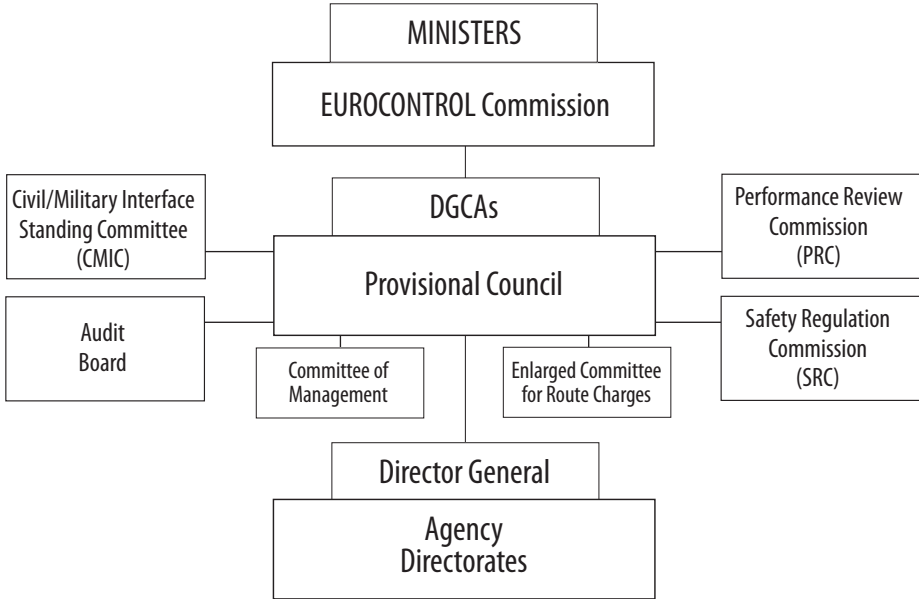 MINISTERS
EUROCONTROL Commission
Civil/Military Interface
Standing Committee
(CMIC)
DGCAs
Performance Review
Commission
(PRC)
Provisional Council
Audit
Board
Safety Regulation
Commission
(SRC)
Committee of
Management
Enlarged Committee
for Route Charges
Director General
Agency
Directorates